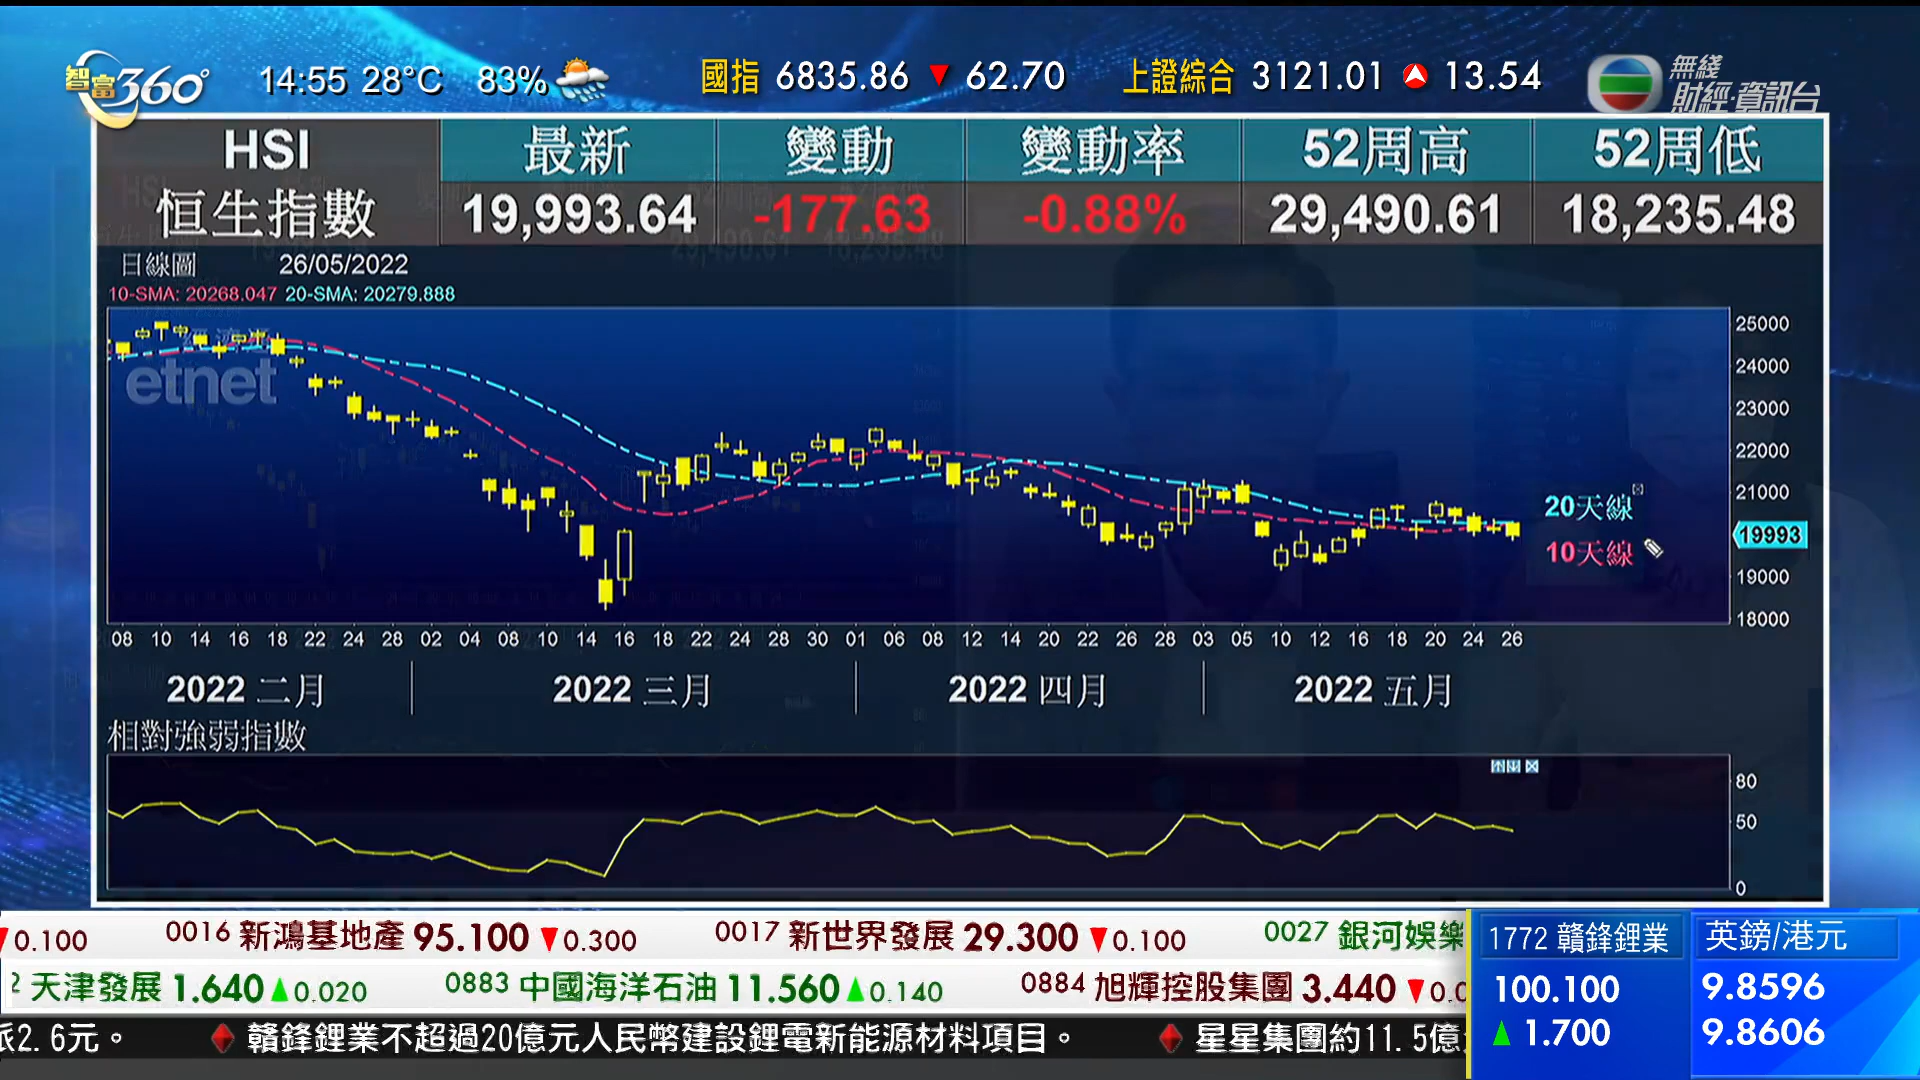 智富360° 14:55 28°C 83% 國指 6835.86 ▼ 62.70 上證綜合 3121.01 ▲ 13.54 無綫
財經·資訊台
HSI 最新 變動 變動率 52周高 52周低
恒生指數 19,993.64 -177.63 -0.88% 29,490.61 18,235.48
日線圖 26/05/2022
10-SMA: 20268.047 20-SMA: 20279.888
經濟通
etnet
25000
24000
23000
22000
21000
20天線
19993
10天線
19000
18000
08 10 14 16 18 22 24 28 02 04 08 10 14 16 18 22 24 28 30 01 06 08 12 14 20 22 26 28 03 05 10 12 16 18 20 24 26
2022 二月 2022 三月 2022 四月 2022 五月
相對強弱指數
80
50
0
▼0.100 0016 新鴻基地產 95.100 ▼0.300 0017 新世界發展 29.300 ▼0.100 0027 銀河娛樂
2 天津發展 1.640 ▲0.020 0883 中國海洋石油 11.560 ▲0.140 0884 旭輝控股集團 3.440 ▼0.0
派2.6元。 贛鋒鋰業不超過20億元人民幣建設鋰電新能源材料項目。 星星集團約11.5億
1772 贛鋒鋰業
100.100
▲ 1.700
英鎊/港元
9.8596
9.8606